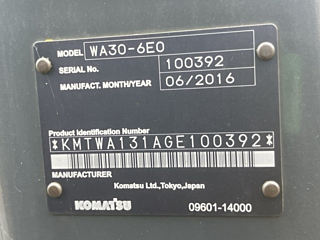 MODEL WA30-6E0
SERIAL No. 100392
MANUFACT. MONTH/YEAR 06/2016
Product Identification Number
*KMTWA131AGE100392*
MANUFACTURER
Komatsu Ltd.,Tokyo,Japan
KOMATSU 09601-14000